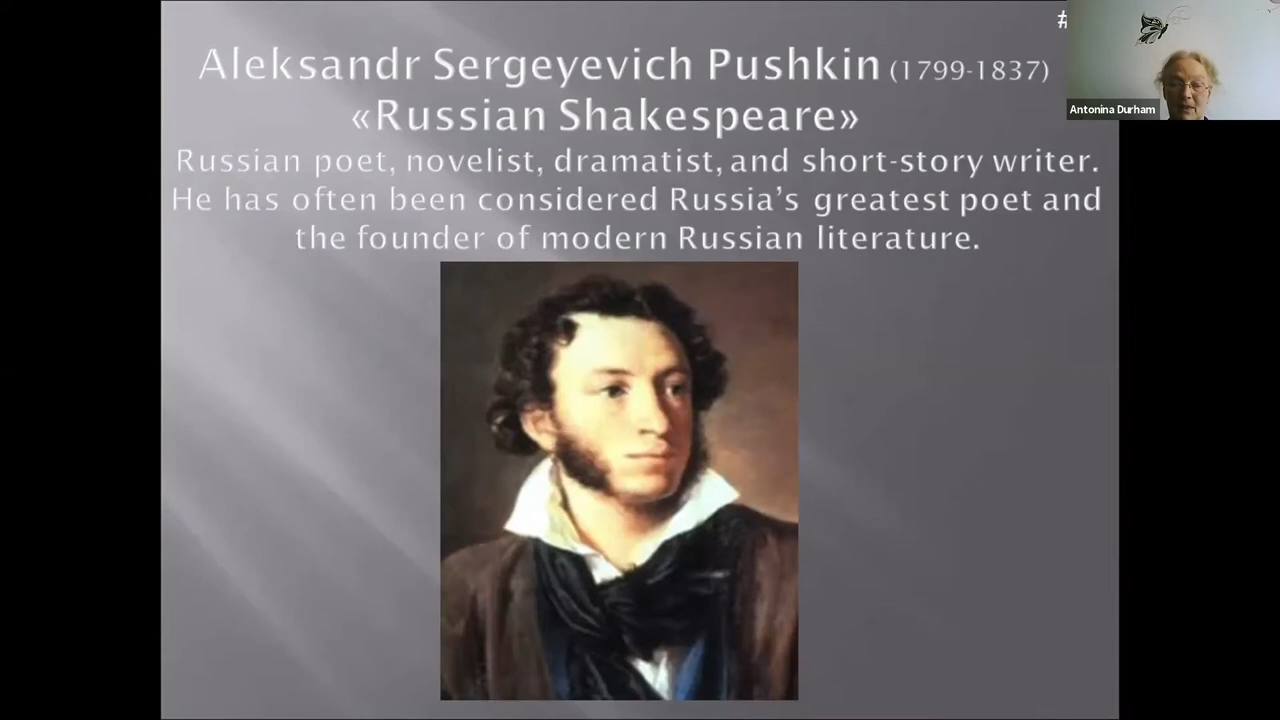 Aleksandr Sergeyevich Pushkin (1799-1837)
«Russian Shakespeare»
Russian poet, novelist, dramatist, and short-story writer.
He has often been considered Russia’s greatest poet and
the founder of modern Russian literature.
#
Antonina Durham